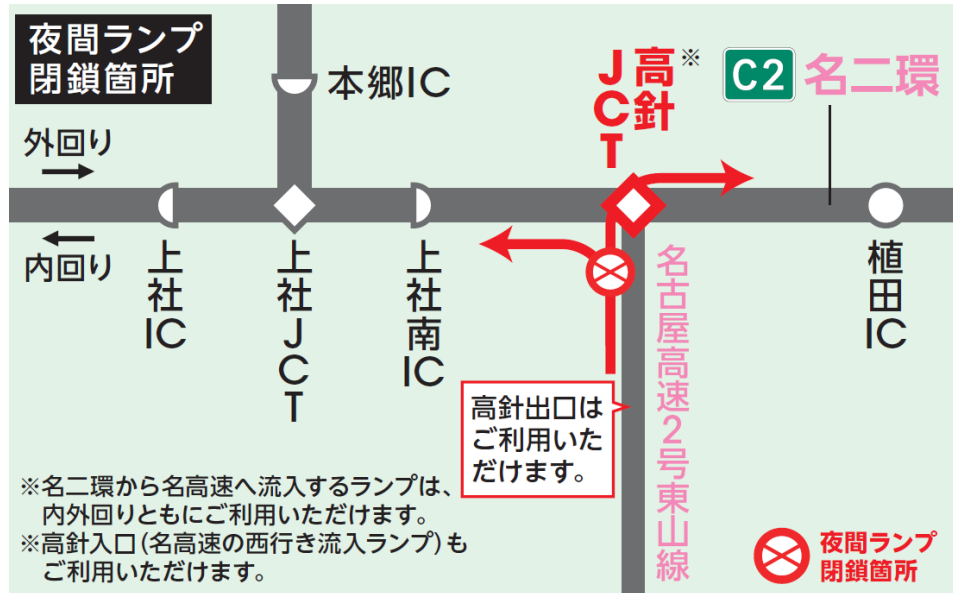 夜間ランプ
閉鎖箇所
本郷IC
高針JCT※
C2 名二環
外回り
内回り
上社IC
上社JCT
上社南IC
植田IC
名古屋高速2号東山線
高針出口は
ご利用いた
だけます。
※名二環から名高速へ流入するランプは、
内外回りともにご利用いただけます。
※高針入口(名高速の西行き流入ランプ)も
ご利用いただけます。
夜間ランプ
閉鎖箇所